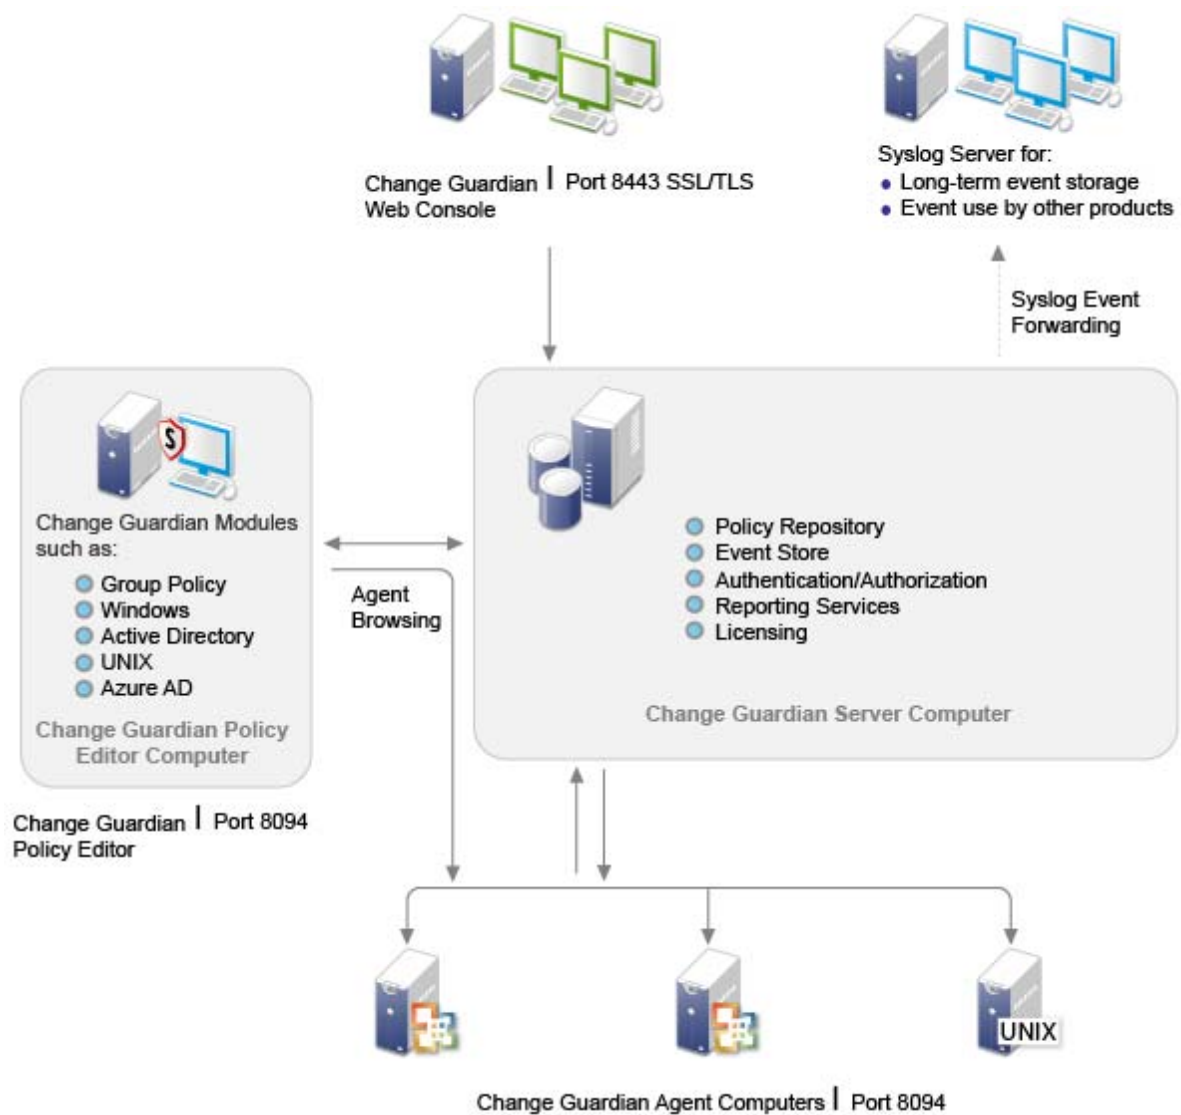 Change Guardian | Port 8443 SSL/TLS
Web Console
Syslog Server for:
Long-term event storage
Event use by other products
Syslog Event
Forwarding
S
Change Guardian Modules
such as:
Group Policy
Windows
Active Directory
UNIX
Azure AD
Change Guardian Policy
Editor Computer
Change Guardian | Port 8094
Policy Editor
Agent
Browsing
Policy Repository
Event Store
Authentication/Authorization
Reporting Services
Licensing
Change Guardian Server Computer
UNIX
Change Guardian Agent Computers | Port 8094